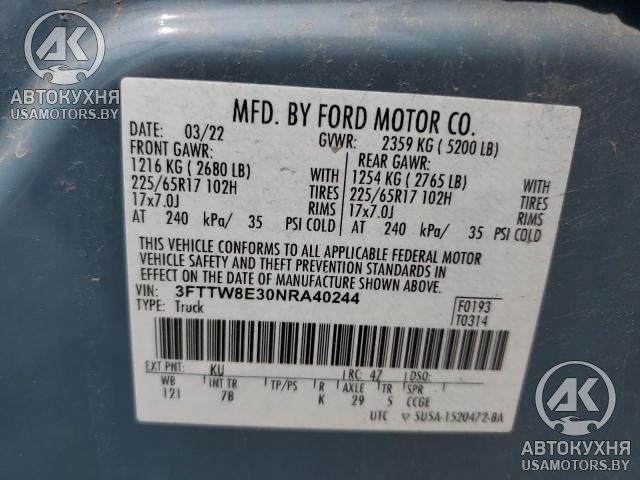 АК
АВТОКУХНЯ
USAMOTORS.BY
MFD. BY FORD MOTOR CO.
DATE: 03/22 GVWR: 2359 KG ( 5200 LB)
FRONT GAWR: REAR GAWR:
1216 KG ( 2680 LB) WITH 1254 KG ( 2765 LB) WITH
225/65R17 102H TIRES 225/65R17 102H TIRES
17x7.0J RIMS 17x7.0J RIMS
AT 240 kPa/ 35 PSI COLD AT 240 kPa/ 35 PSI COLD
THIS VEHICLE CONFORMS TO ALL APPLICABLE FEDERAL MOTOR
VEHICLE SAFETY AND THEFT PREVENTION STANDARDS IN
EFFECT ON THE DATE OF MANUFACTURE SHOWN ABOVE.
VIN: 3FTTW8E30NRA40244 F0193
TYPE: Truck T0314
EXT PNT: KU RC: 47 DSO:
WB INT TR TP/PS R AXLE TR SPR
121 7B K 29 5 CCGE
UTC ▽ 5U5A-1520472-BA
АК
АВТОКУХНЯ
USAMOTORS.BY